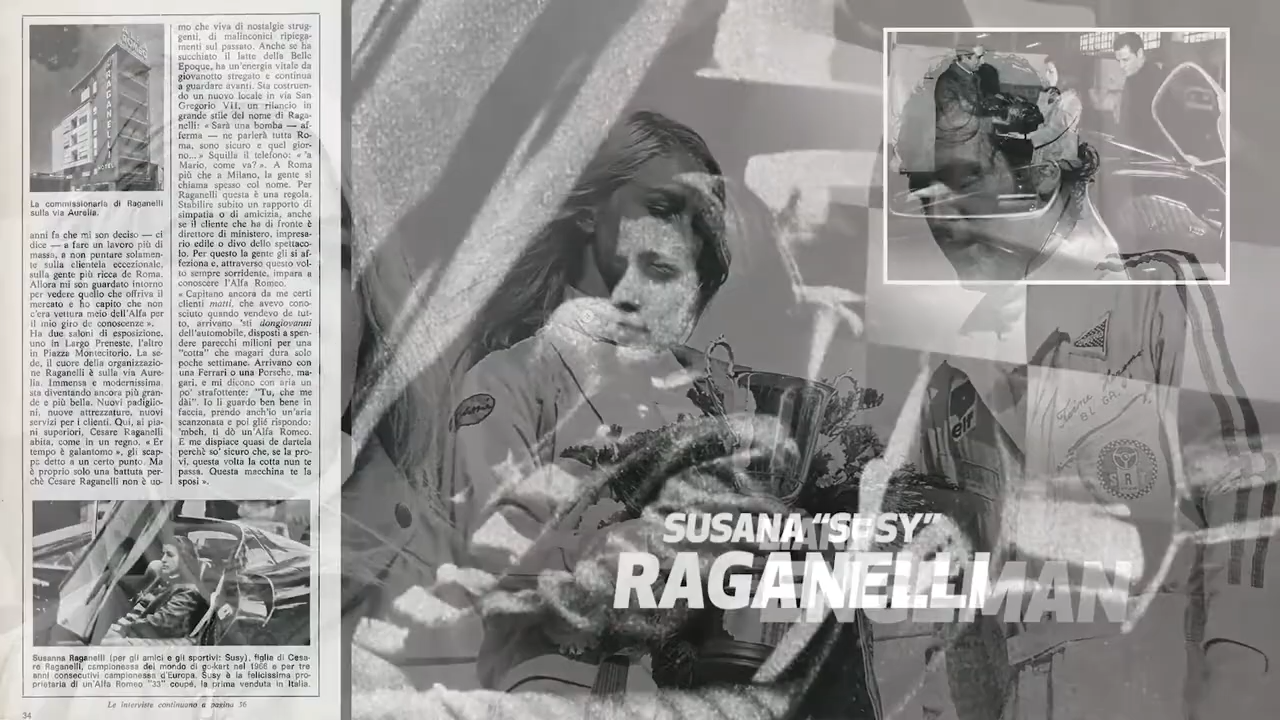 La commissionaria di Raganelli
sulla via Aurelia.
anni fa che mi son deciso — ci
dice — a fare un lavoro più di
massa, a non puntare solamen-
te sulla clientela eccezionale,
sulla gente più ricca de Roma.
Allora mi son guardato intorno
per vedere quello che offriva il
mercato e ho capito che non
c'era vettura mejo dell'Alfa per
il mio giro de conoscenze ».
Ha due saloni di esposizione,
uno in Largo Preneste, l'altro
in Piazza Montecitorio. La se-
de, il cuore della organizzazio-
ne Raganelli è sulla via Aure-
lia. Immensa e modernissima,
sta diventando ancora più gran-
de e più bella. Nuovi padiglio-
ni, nuove attrezzature, nuovi
servizi per i clienti. Qui, ai pia-
ni superiori, Cesare Raganelli
abita, come in un regno. « Er
tempo è galantomo », gli scap-
pa detto a un certo punto. Ma
è proprio solo una battuta per-
chè Cesare Raganelli non è uo-
mo che viva di nostalgie strug-
genti, di malinconici ripiega-
menti sul passato. Anche se ha
succhiato il latte della Belle
Epoque, ha un'energia vitale da
giovanotto stregato e continua
a guardare avanti. Sta costruen-
do un nuovo locale in via San
Gregorio VII, un rilancio in
grande stile del nome di Raga-
nelli: « Sarà una bomba — af-
ferma — ne parlerà tutta Ro-
ma, sono sicuro e quel gior-
no... » Squilla il telefono: « 'a
Mario, come va? ». A Roma
più che a Milano, la gente si
chiama spesso col nome. Per
Raganelli questa è una regola.
Stabilire subito un rapporto di
simpatia o di amicizia, anche
se il cliente che ha di fronte è
direttore di ministero, impresa-
rio edile o divo dello spettaco-
lo. Per questo la gente gli si af-
feziona e, attraverso questo vol-
to sempre sorridente, impara a
conoscere l'Alfa Romeo.
« Capitano ancora da me certi
clienti matti, che avevo cono-
sciuto quando vendevo de tut-
to, arrivano 'sti dongiovanni
dell'automobile, disposti a spen-
dere parecchi milioni per una
"cotta" che magari dura solo
poche settimane. Arrivano con
una Ferrari o una Porsche, ma-
gari, e mi dicono con aria un
po' strafottente: "Tu, che me
dài". Io li guardo ben bene in
faccia, prendo anch'io un'aria
scanzonata e poi glie rispondo:
'mbeh, ti dò un'Alfa Romeo.
E me dispiace quasi de dartela
perchè so' sicuro che, se la pro-
vi, questa volta la cotta nun te
passa. Questa macchina te la
sposi ».
Susanna Raganelli (per gli amici e gli sportivi: Susy), figlia di Cesa-
re Raganelli, campionessa del mondo di go-kart nel 1966 e per tre
anni consecutivi campionessa d'Europa. Susy è la felicissima pro-
prietaria di un'Alfa Romeo "33" coupé, la prima venduta in Italia.
Le interviste continuano a pagina 36
34
elf
SUSANA "SUSY"
RAGANELLI